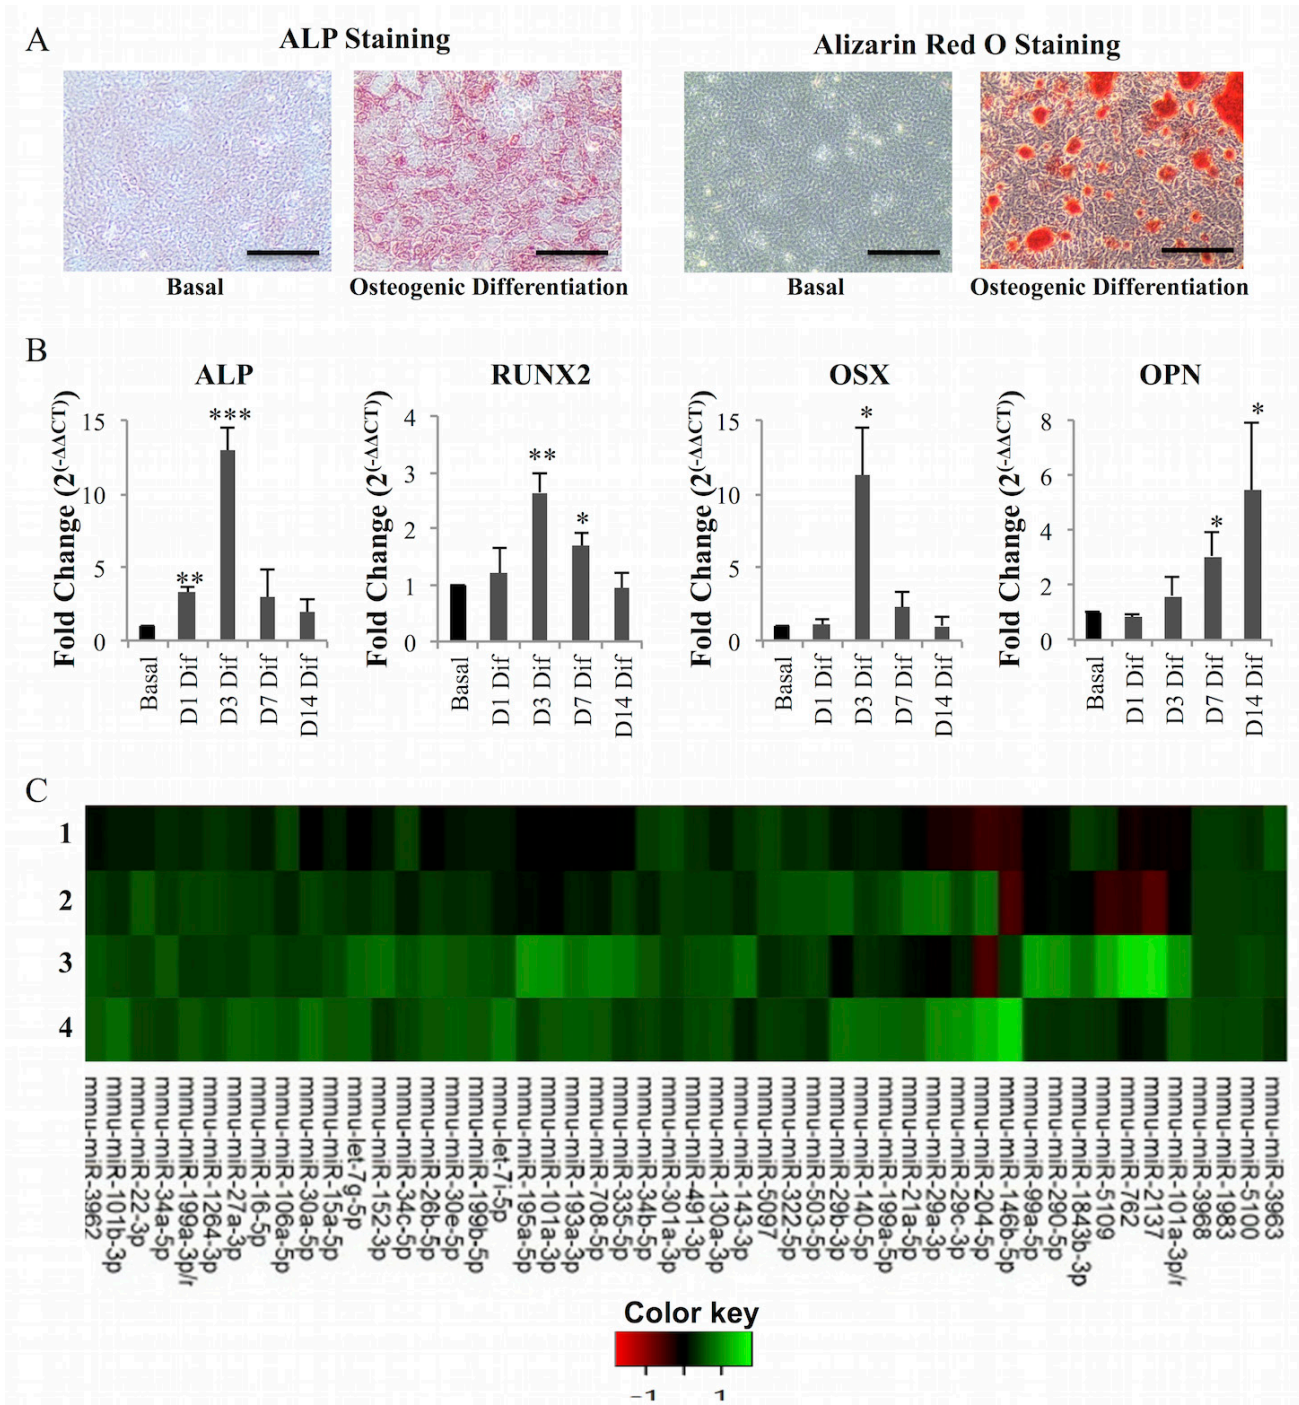 A
ALP Staining
Alizarin Red O Staining
Basal
Osteogenic Differentiation
Basal
Osteogenic Differentiation
B
ALP
Fold Change (2(-ΔΔCT))
15
10
5
0
***
**
Basal
D1 Dif
D3 Dif
D7 Dif
D14 Dif
RUNX2
Fold Change (2(-ΔΔCT))
4
3
2
1
0
**
*
Basal
D1 Dif
D3 Dif
D7 Dif
D14 Dif
OSX
Fold Change (2(-ΔΔCT))
15
10
5
0
*
Basal
D1 Dif
D3 Dif
D7 Dif
D14 Dif
OPN
Fold Change (2(-ΔΔCT))
8
6
4
2
0
*
*
Basal
D1 Dif
D3 Dif
D7 Dif
D14 Dif
C
1
2
3
4
mmu-miR-3962
mmu-miR-101b-3p
mmu-miR-22-3p
mmu-miR-34a-5p
mmu-miR-199a-3p/r
mmu-miR-1264-3p
mmu-miR-27a-3p
mmu-miR-16-5p
mmu-miR-106a-5p
mmu-miR-30a-5p
mmu-miR-15a-5p
mmu-let-7g-5p
mmu-miR-152-3p
mmu-miR-34c-5p
mmu-miR-26b-5p
mmu-miR-30e-5p
mmu-miR-199b-5p
mmu-let-7i-5p
mmu-miR-195a-5p
mmu-miR-101a-3p
mmu-miR-193a-3p
mmu-miR-708-5p
mmu-miR-335-5p
mmu-miR-34b-5p
mmu-miR-301a-3p
mmu-miR-491-3p
mmu-miR-130a-3p
mmu-miR-143-3p
mmu-miR-5097
mmu-miR-322-5p
mmu-miR-503-5p
mmu-miR-29b-3p
mmu-miR-140-5p
mmu-miR-199a-5p
mmu-miR-21a-5p
mmu-miR-29a-3p
mmu-miR-29c-3p
mmu-miR-204-5p
mmu-miR-146b-5p
mmu-miR-99a-5p
mmu-miR-290-5p
mmu-miR-1843b-3p
mmu-miR-5109
mmu-miR-762
mmu-miR-2137
mmu-miR-101a-3p/r
mmu-miR-3968
mmu-miR-1983
mmu-miR-5100
mmu-miR-3963
Color key
-1 1